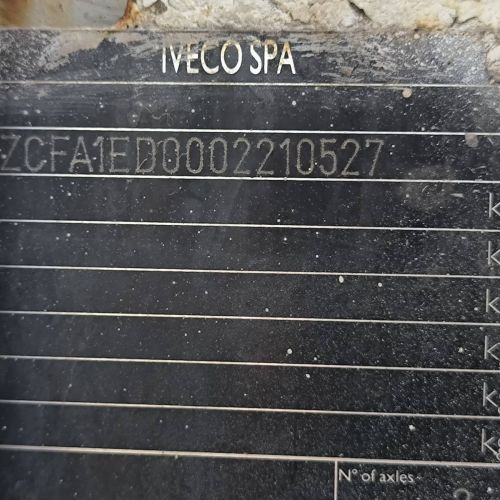 IVECO SPA
ZCFA1ED0002210527
K
K
K
K
K
K
N° of axles